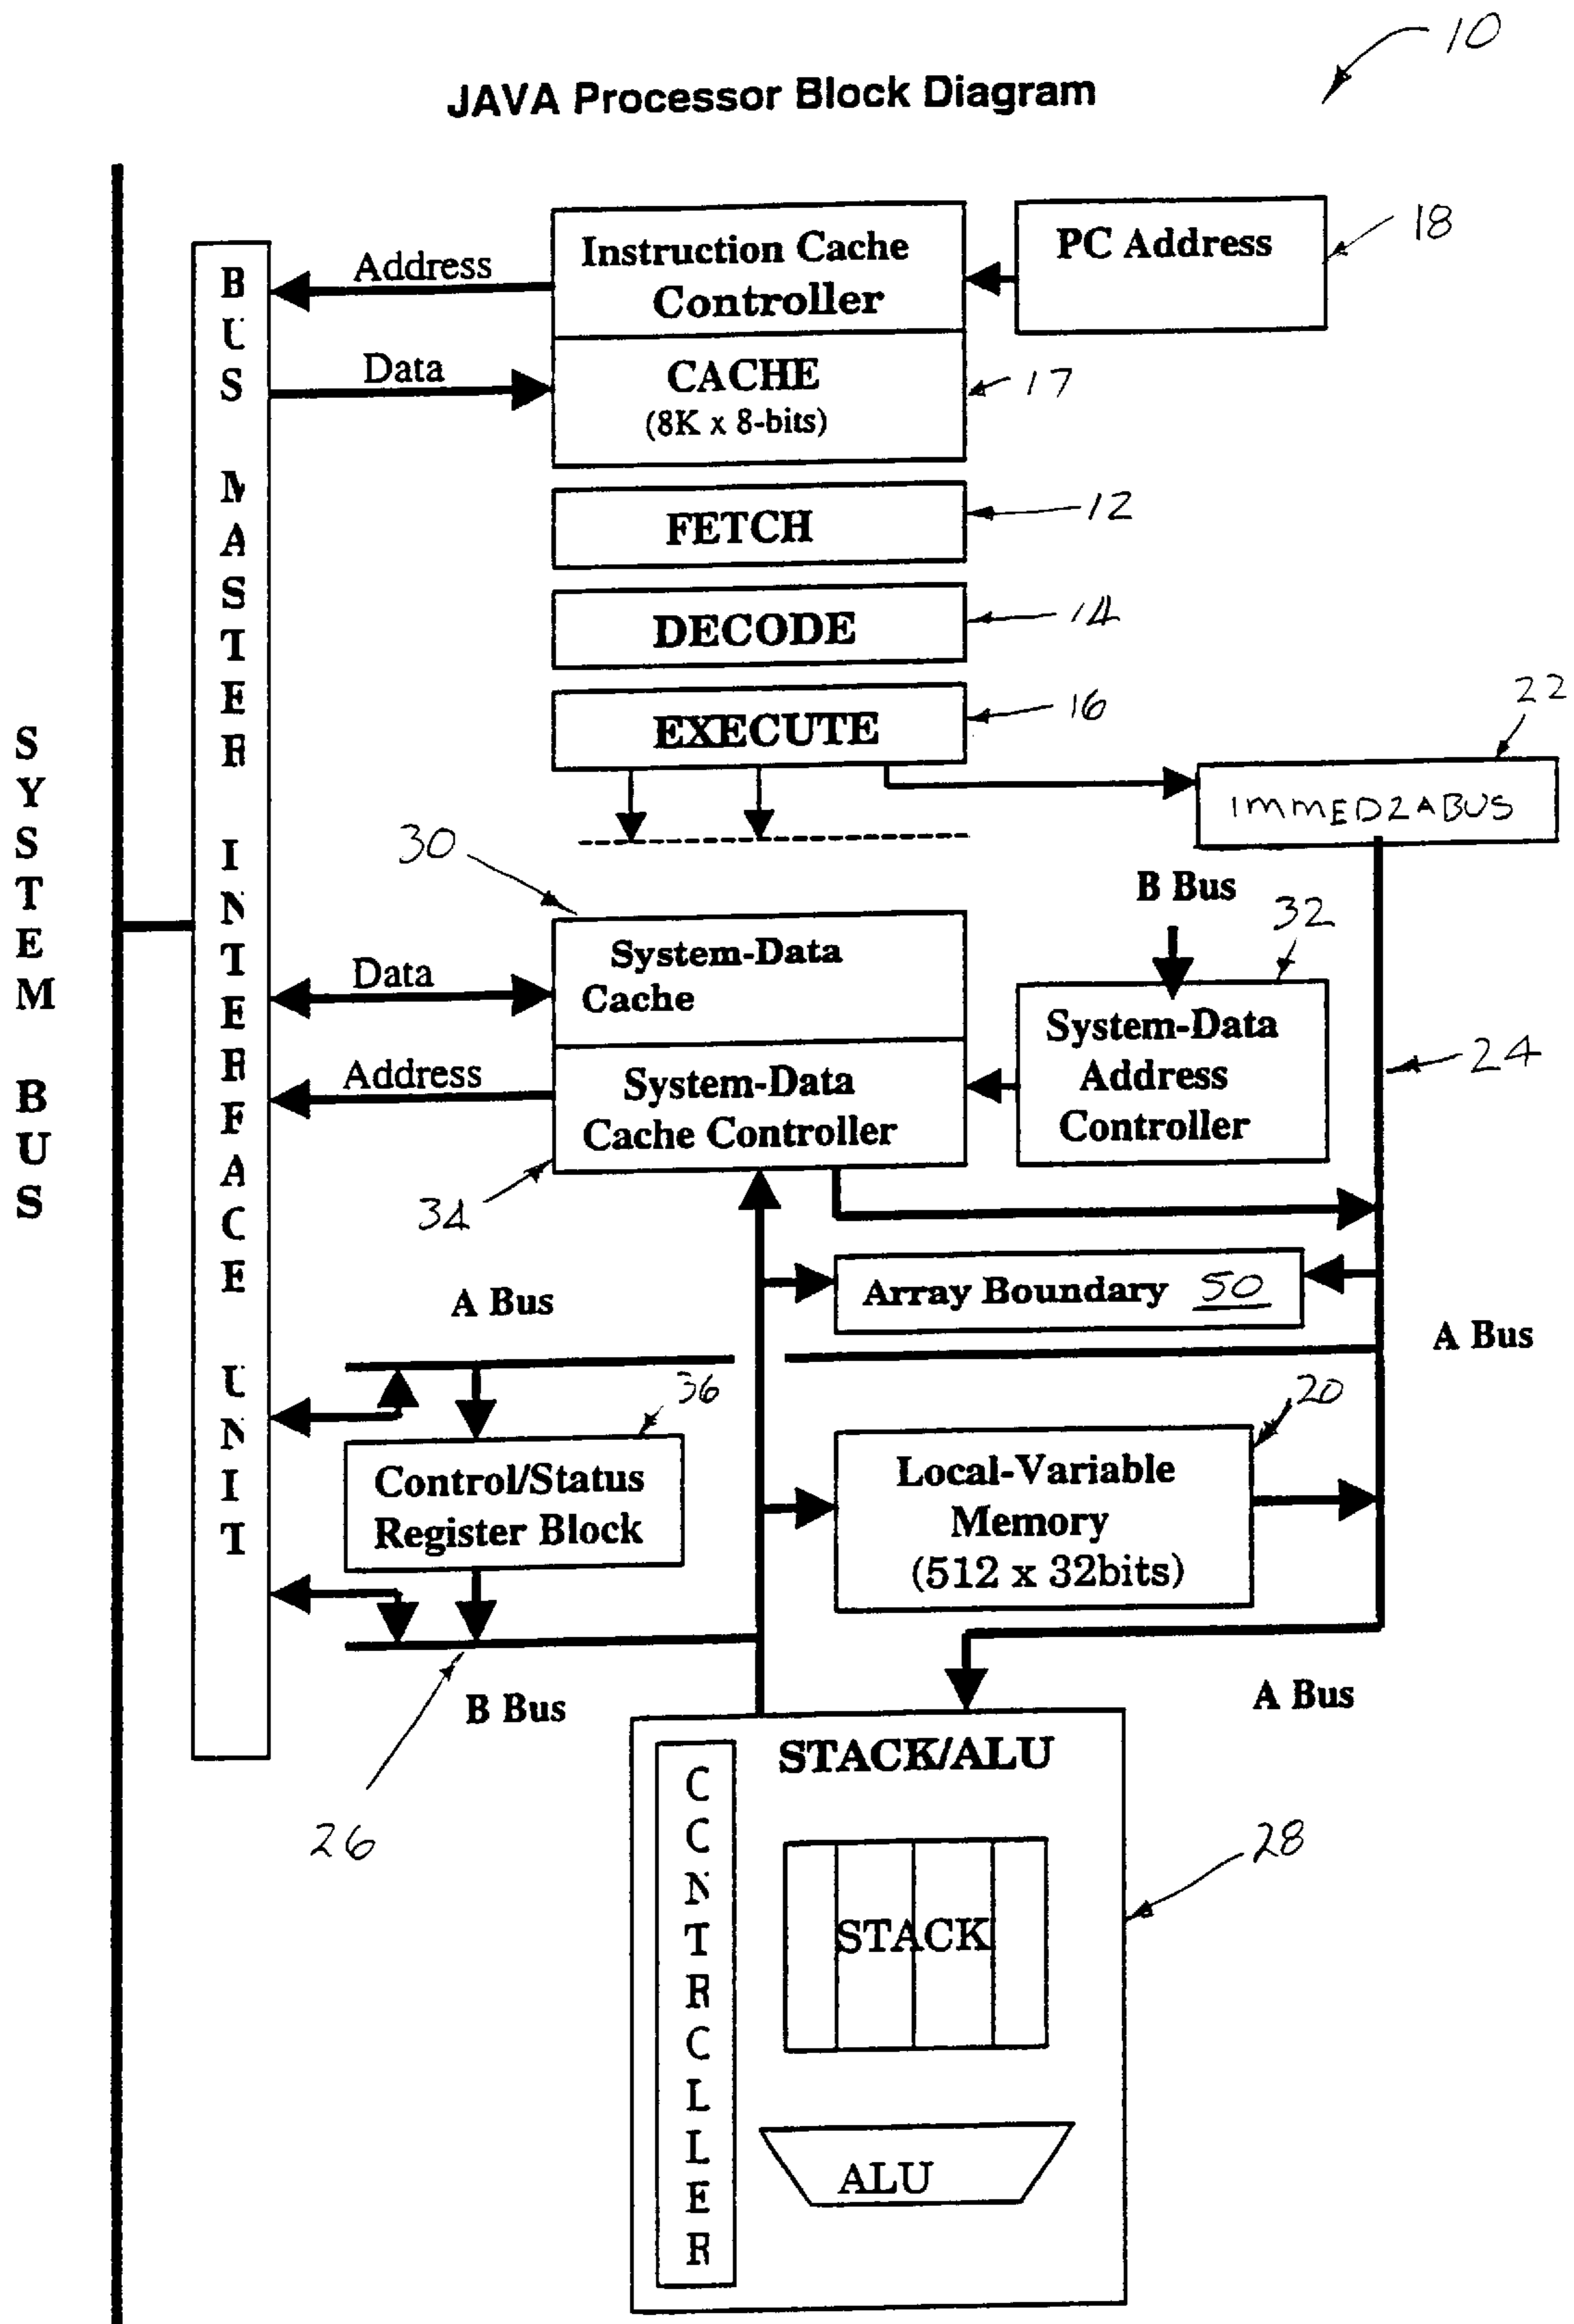 10
JAVA Processor Block Diagram
SYSTEM BUS
BUS MASTER INTERFACE UNIT
Address
Instruction Cache
Controller
PC Address
18
Data
CACHE
(8K x 8-bits)
17
FETCH
12
DECODE
14
EXECUTE
16
22
IMMED2ABUS
30
B Bus
32
Data
System-Data
Cache
System-Data
Address
Controller
24
Address
System-Data
Cache Controller
34
Array Boundary 50
A Bus
A Bus
36
20
Control/Status
Register Block
Local-Variable
Memory
(512 x 32bits)
B Bus
A Bus
26
STACK/ALU
CONTROLLER
STACK
28
ALU